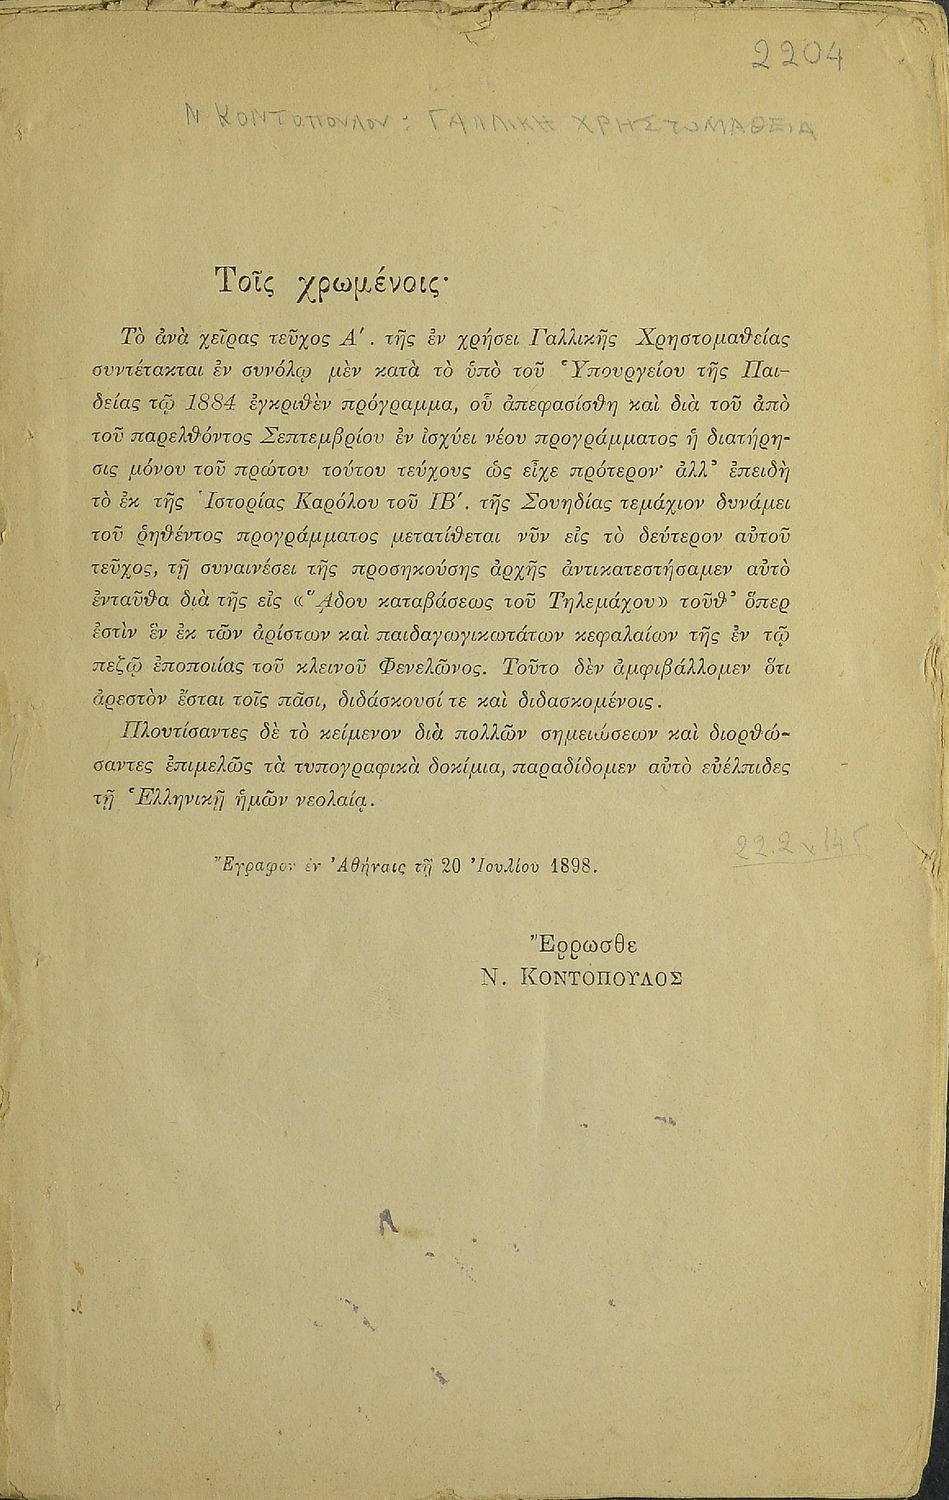 2204
Ν ΚΟΝΤΟΠΟΥΛΟΥ : ΓΑΛΛΙΚΗ ΧΡΗΣΤΟΜΑΘΕΙΑ
Τοῖς χρωμένοις·
Τὸ ἀνὰ χεῖρας τεῦχος Α′. τῆς ἐν χρήσει Γαλλικῆς Χρηστομαθείας
συντέτακται ἐν συνόλῳ μὲν κατὰ τὸ ὑπὸ τοῦ Ὑπουργείου τῆς Παι-
δείας τῷ 1884 ἐγκριθὲν πρόγραμμα, οὗ ἀπεφασίσθη καὶ διὰ τοῦ ἀπὸ
τοῦ παρελθόντος Σεπτεμβρίου ἐν ἰσχύει νέου προγράμματος ἡ διατήρη-
σις μόνου τοῦ πρώτου τούτου τεύχους ὡς εἶχε πρότερον· ἀλλ’ ἐπειδὴ
τὸ ἐκ τῆς Ἱστορίας Καρόλου τοῦ ΙΒ′. τῆς Σουηδίας τεμάχιον δυνάμει
τοῦ ῥηθέντος προγράμματος μετατίθεται νῦν εἰς τὸ δεύτερον αὐτοῦ
τεῦχος, τῇ συναινέσει τῆς προσηκούσης ἀρχῆς ἀντικατεστήσαμεν αὐτὸ
ἐνταῦθα διὰ τῆς εἰς «Ἅδου καταβάσεως τοῦ Τηλεμάχου» τοῦθ’ ὅπερ
ἐστὶν ἓν ἐκ τῶν ἀρίστων καὶ παιδαγωγικωτάτων κεφαλαίων τῆς ἐν τῷ
πεζῷ ἐποποιίας τοῦ κλεινοῦ Φενελῶνος. Τοῦτο δὲν ἀμφιβάλλομεν ὅτι
ἀρεστὸν ἔσται τοῖς πᾶσι, διδάσκουσί τε καὶ διδασκομένοις.
Πλουτίσαντες δὲ τὸ κείμενον διὰ πολλῶν σημειώσεων καὶ διορθώ-
σαντες ἐπιμελῶς τὰ τυπογραφικὰ δοκίμια, παραδίδομεν αὐτὸ εὐέλπιδες
τῇ Ἑλληνικῇ ἡμῶν νεολαίᾳ.
Ἔγραφον ἐν Ἀθήναις τῇ 20 Ἰουλίου 1898.
22.2 x 145
Ἔρρωσθε
Ν. ΚΟΝΤΟΠΟΥΛΟΣ